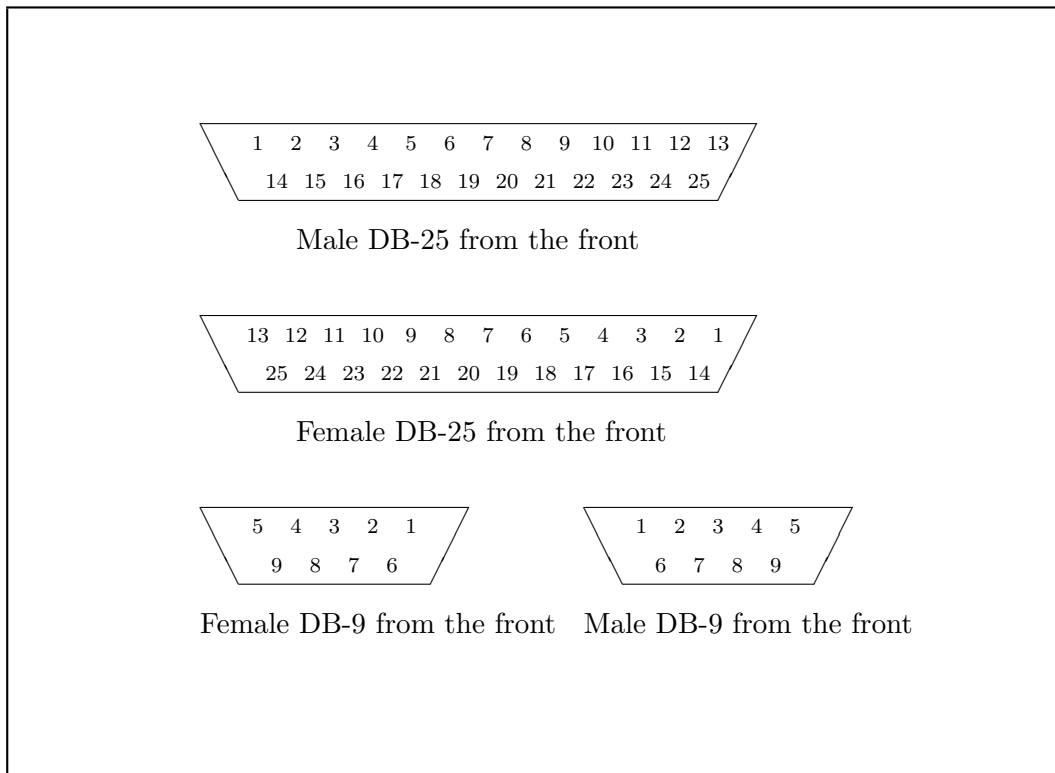 1 2 3 4 5 6 7 8 9 10 11 12 13
14 15 16 17 18 19 20 21 22 23 24 25
Male DB-25 from the front
13 12 11 10 9 8 7 6 5 4 3 2 1
25 24 23 22 21 20 19 18 17 16 15 14
Female DB-25 from the front
5 4 3 2 1
9 8 7 6
Female DB-9 from the front
1 2 3 4 5
6 7 8 9
Male DB-9 from the front